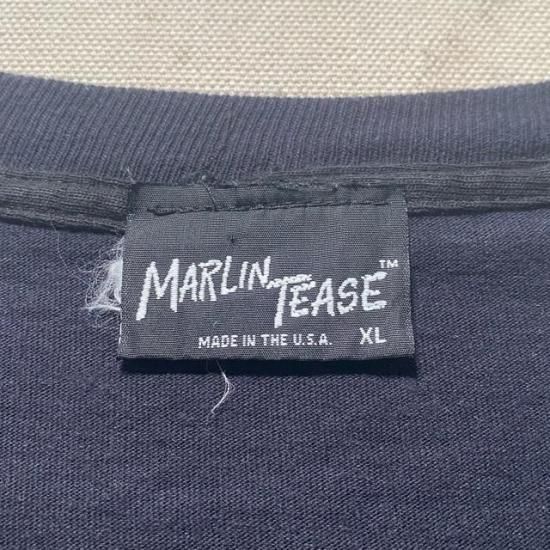 MARLIN TEASE™
MADE IN THE U.S.A. XL